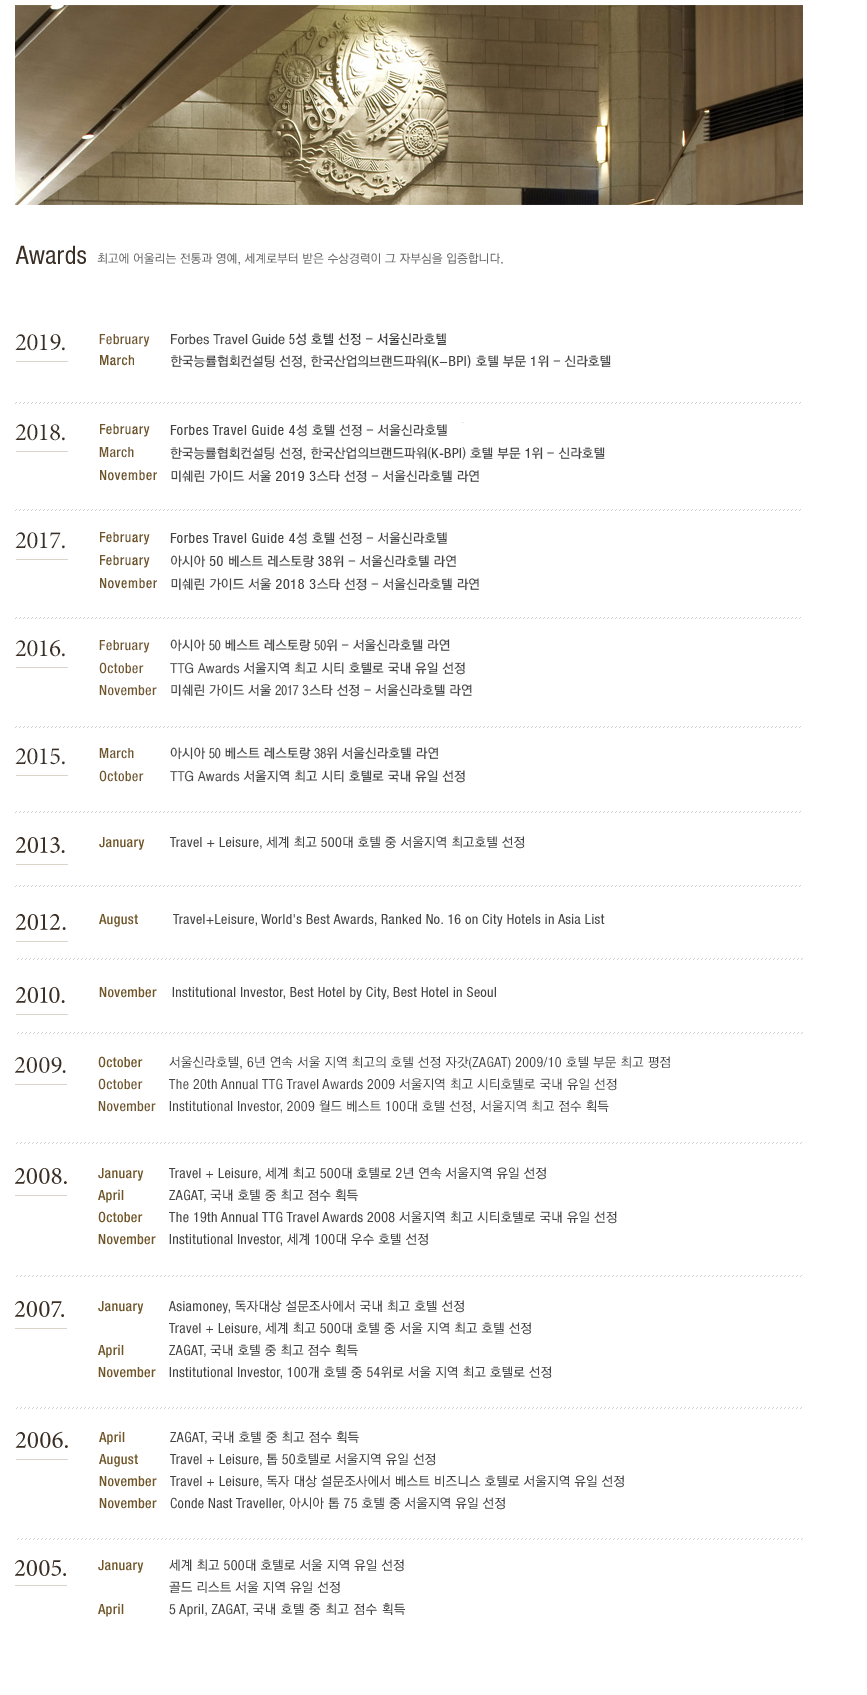 Awards 최고에 어울리는 전통과 영예, 세계로부터 받은 수상경력이 그 자부심을 입증합니다.
2019. February Forbes Travel Guide 5성 호텔 선정 – 서울신라호텔
March 한국능률협회컨설팅 선정, 한국산업의브랜드파워(K–BPI) 호텔 부문 1위 – 신라호텔
2018. February Forbes Travel Guide 4성 호텔 선정 – 서울신라호텔
March 한국능률협회컨설팅 선정, 한국산업의브랜드파워(K-BPI) 호텔 부문 1위 – 신라호텔
November 미쉐린 가이드 서울 2019 3스타 선정 – 서울신라호텔 라연
2017. February Forbes Travel Guide 4성 호텔 선정 – 서울신라호텔
February 아시아 50 베스트 레스토랑 38위 – 서울신라호텔 라연
November 미쉐린 가이드 서울 2018 3스타 선정 – 서울신라호텔 라연
2016. February 아시아 50 베스트 레스토랑 50위 – 서울신라호텔 라연
October TTG Awards 서울지역 최고 시티 호텔로 국내 유일 선정
November 미쉐린 가이드 서울 2017 3스타 선정 – 서울신라호텔 라연
2015. March 아시아 50 베스트 레스토랑 38위 서울신라호텔 라연
October TTG Awards 서울지역 최고 시티 호텔로 국내 유일 선정
2013. January Travel + Leisure, 세계 최고 500대 호텔 중 서울지역 최고호텔 선정
2012. August Travel+Leisure, World's Best Awards, Ranked No. 16 on City Hotels in Asia List
2010. November Institutional Investor, Best Hotel by City, Best Hotel in Seoul
2009. October 서울신라호텔, 6년 연속 서울 지역 최고의 호텔 선정 자갓(ZAGAT) 2009/10 호텔 부문 최고 평점
October The 20th Annual TTG Travel Awards 2009 서울지역 최고 시티호텔로 국내 유일 선정
November Institutional Investor, 2009 월드 베스트 100대 호텔 선정, 서울지역 최고 점수 획득
2008. January Travel + Leisure, 세계 최고 500대 호텔로 2년 연속 서울지역 유일 선정
April ZAGAT, 국내 호텔 중 최고 점수 획득
October The 19th Annual TTG Travel Awards 2008 서울지역 최고 시티호텔로 국내 유일 선정
November Institutional Investor, 세계 100대 우수 호텔 선정
2007. January Asiamoney, 독자대상 설문조사에서 국내 최고 호텔 선정
Travel + Leisure, 세계 최고 500대 호텔 중 서울 지역 최고 호텔 선정
April ZAGAT, 국내 호텔 중 최고 점수 획득
November Institutional Investor, 100개 호텔 중 54위로 서울 지역 최고 호텔로 선정
2006. April ZAGAT, 국내 호텔 중 최고 점수 획득
August Travel + Leisure, 톱 50호텔로 서울지역 유일 선정
November Travel + Leisure, 독자 대상 설문조사에서 베스트 비즈니스 호텔로 서울지역 유일 선정
November Conde Nast Traveller, 아시아 톱 75 호텔 중 서울지역 유일 선정
2005. January 세계 최고 500대 호텔로 서울 지역 유일 선정
골드 리스트 서울 지역 유일 선정
April 5 April, ZAGAT, 국내 호텔 중 최고 점수 획득